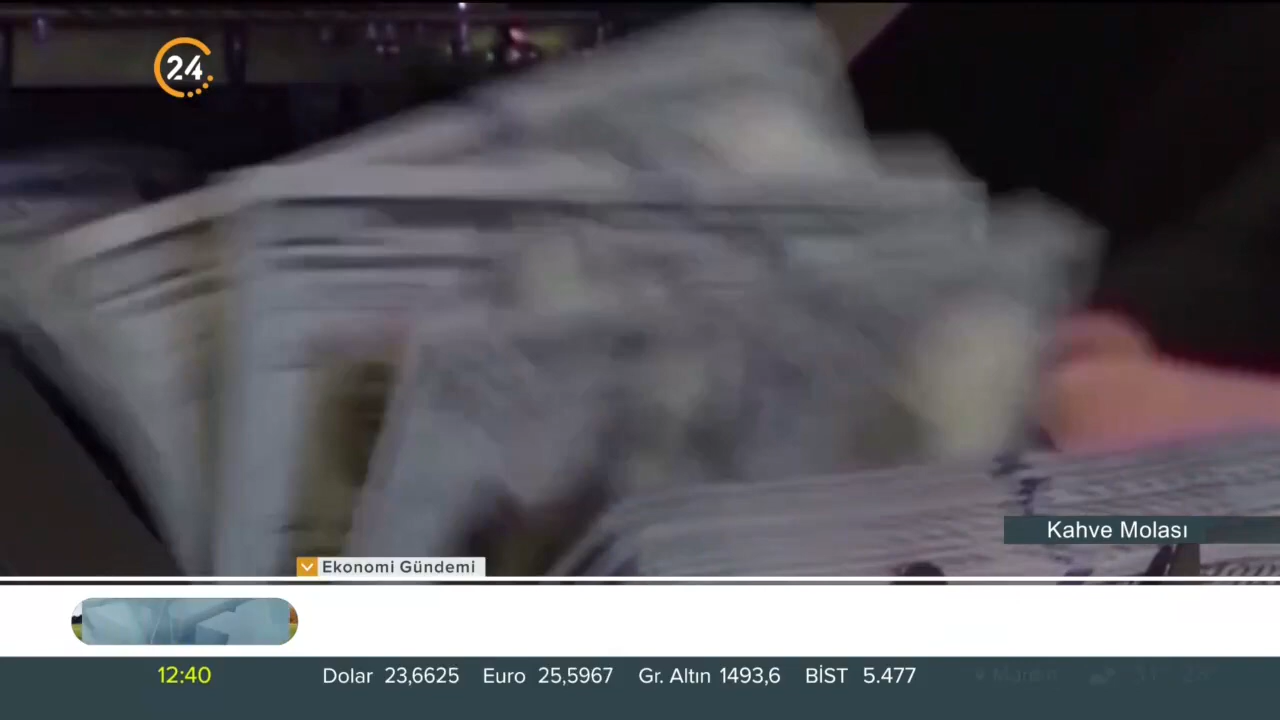 24
Kahve Molası
Ekonomi Gündemi
12:40 Dolar 23,6625 Euro 25,5967 Gr. Altın 1493,6 BİST 5.477